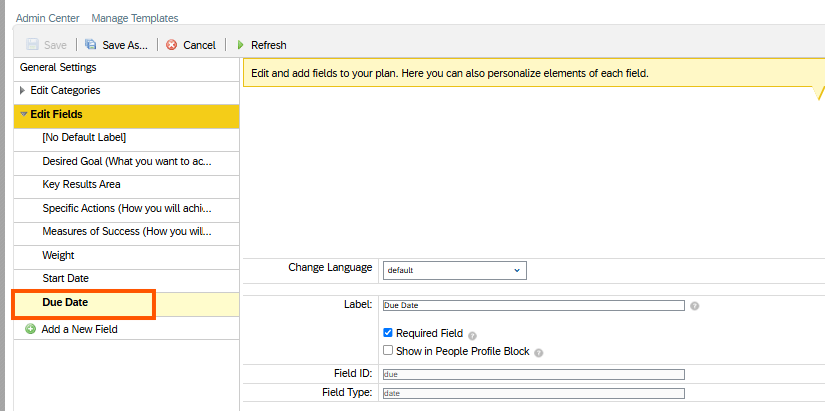 Admin Center Manage Templates
Save Save As... Cancel Refresh
General Settings
Edit Categories
Edit Fields
[No Default Label]
Desired Goal (What you want to ac...
Key Results Area
Specific Actions (How you will achi...
Measures of Success (How you will...
Weight
Start Date
Due Date
Add a New Field
Edit and add fields to your plan. Here you can also personalize elements of each field.
Change Language default
Label: Due Date ?
Required Field ?
Show in People Profile Block ?
Field ID: due
Field Type: date